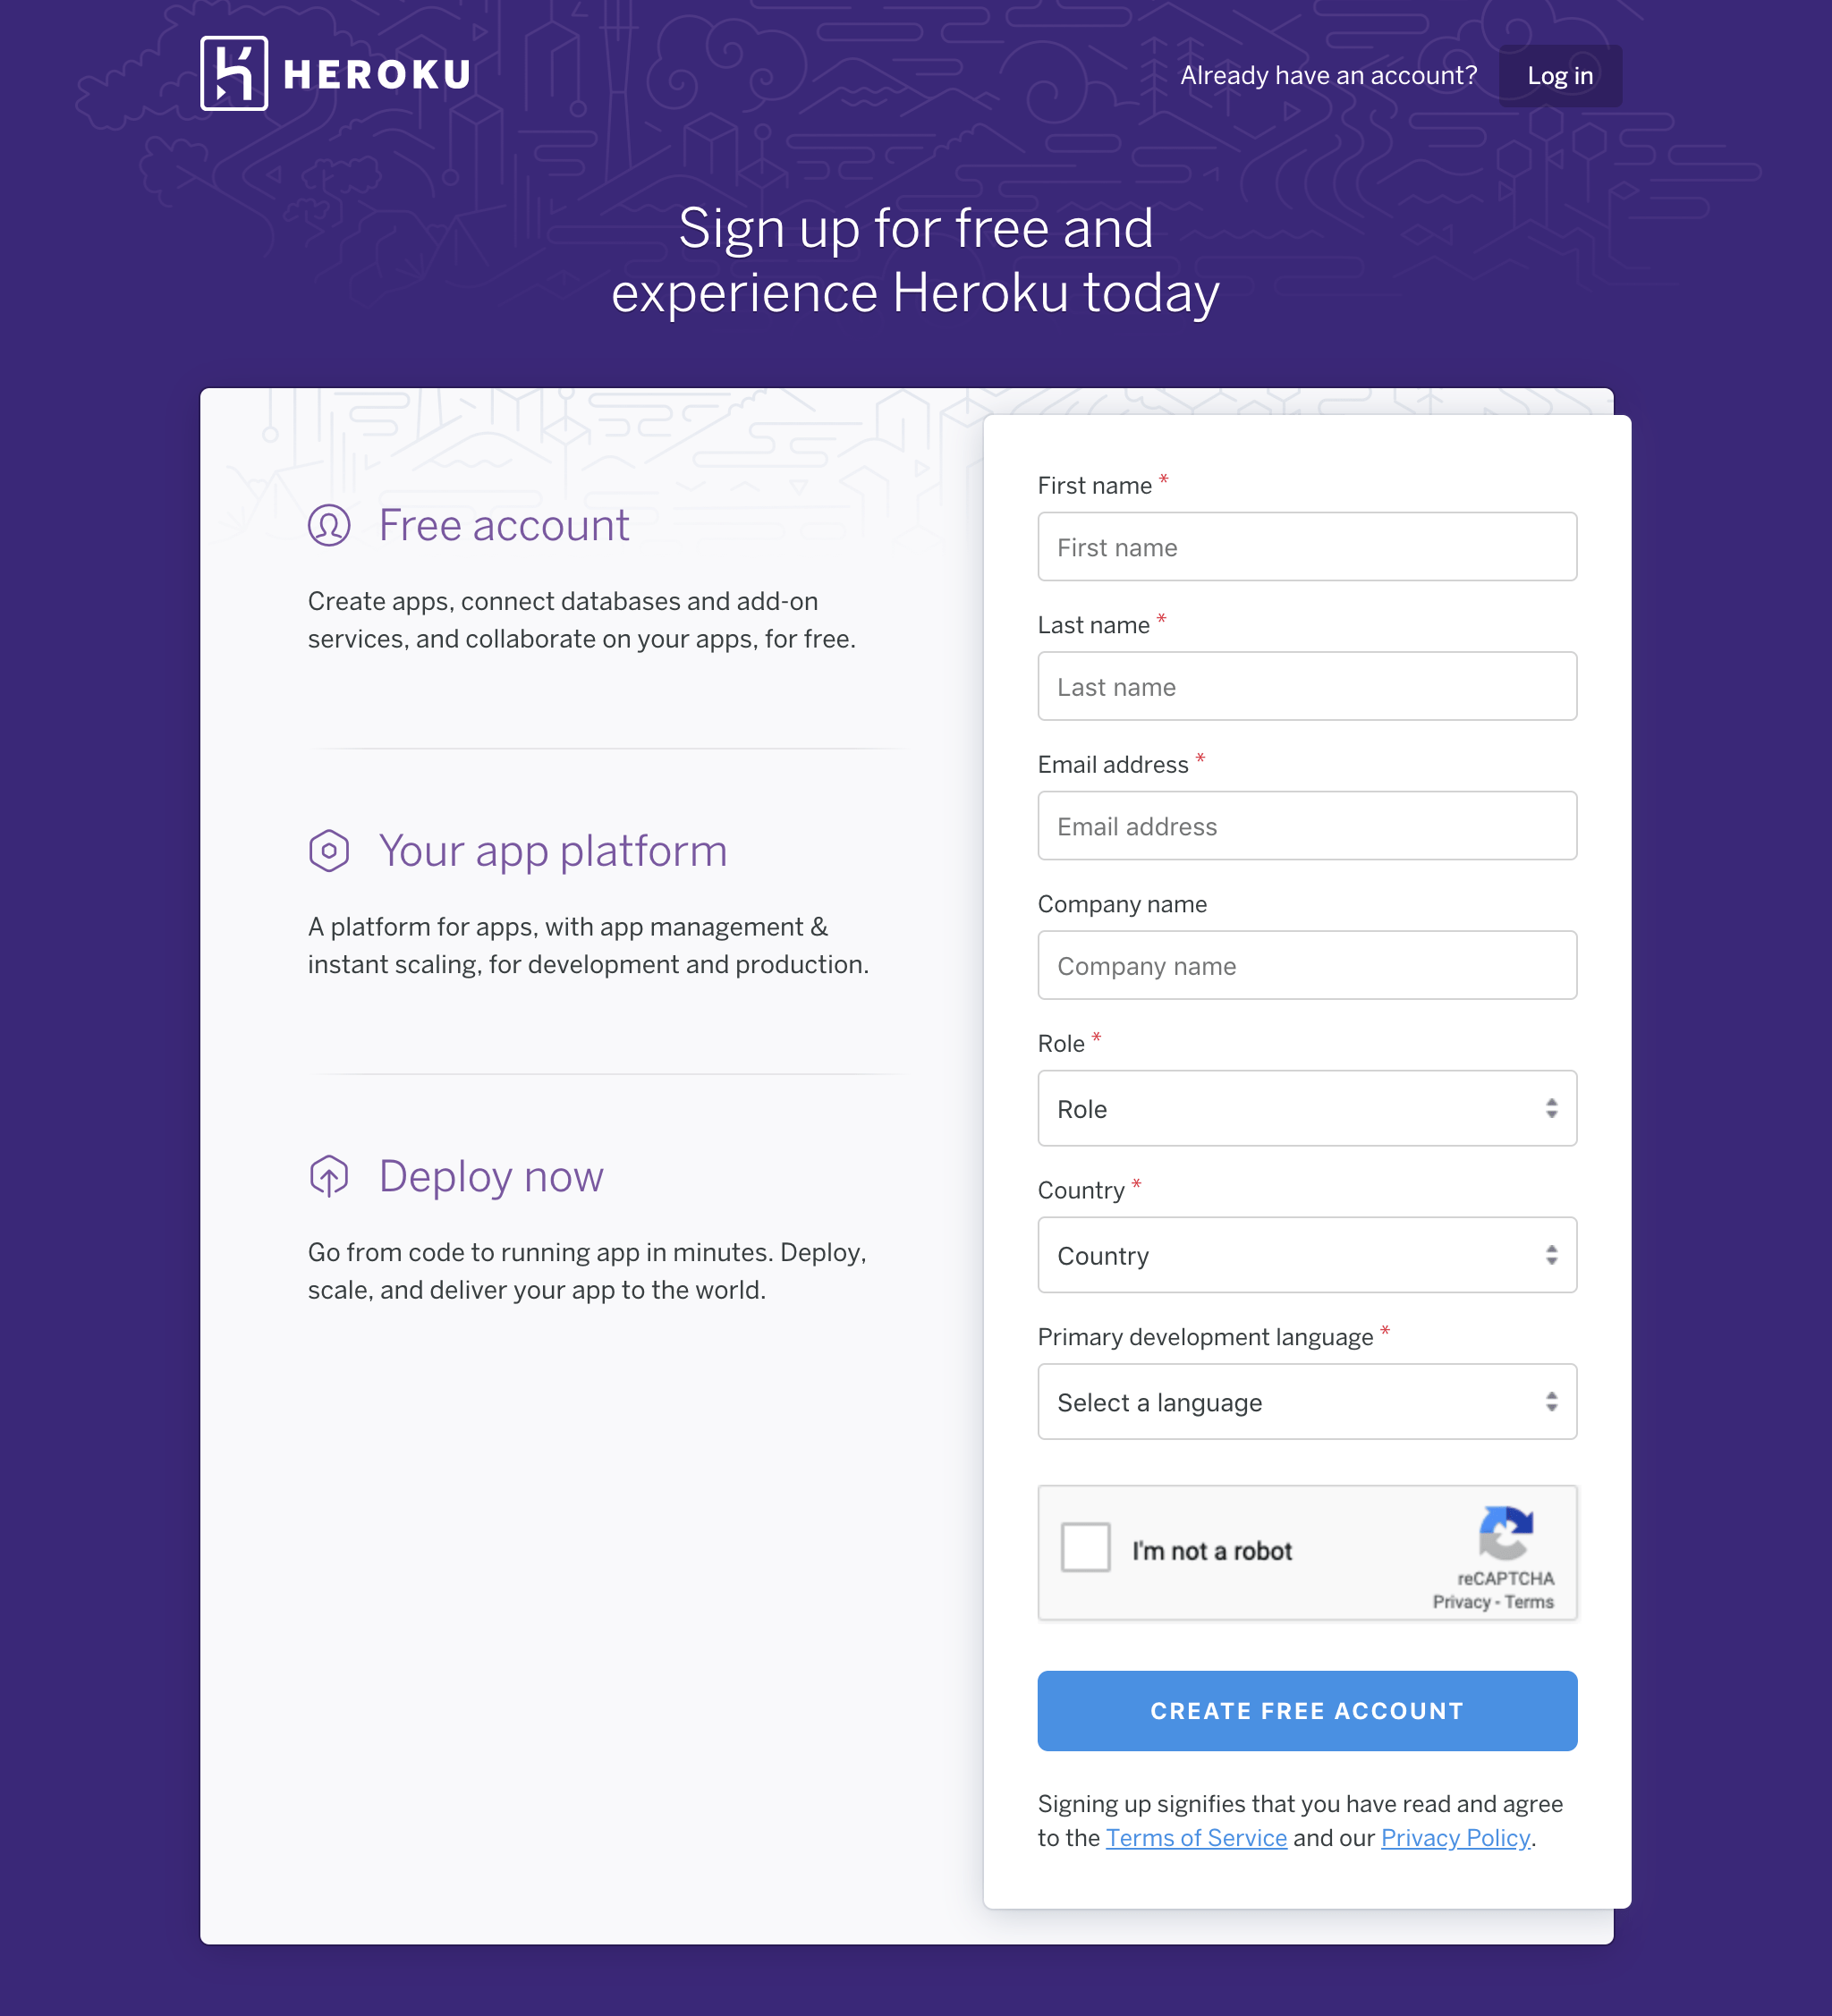 HEROKU
Already have an account? Log in
Sign up for free and
experience Heroku today
Free account
Create apps, connect databases and add-on
services, and collaborate on your apps, for free.
Your app platform
A platform for apps, with app management &
instant scaling, for development and production.
Deploy now
Go from code to running app in minutes. Deploy,
scale, and deliver your app to the world.
First name *
First name
Last name *
Last name
Email address *
Email address
Company name
Company name
Role *
Role
Country *
Country
Primary development language *
Select a language
I'm not a robot
reCAPTCHA
Privacy - Terms
CREATE FREE ACCOUNT
Signing up signifies that you have read and agree
to the Terms of Service and our Privacy Policy.